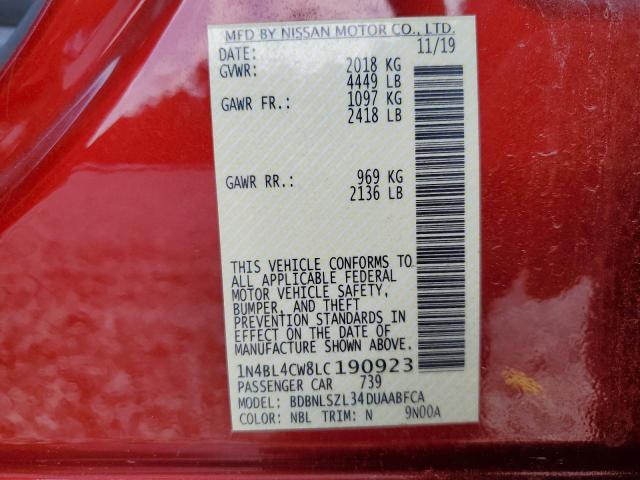 MFD BY NISSAN MOTOR CO., LTD.
DATE: 11/19
GVWR: 2018 KG
4449 LB
GAWR FR.: 1097 KG
2418 LB
GAWR RR.: 969 KG
2136 LB
THIS VEHICLE CONFORMS TO
ALL APPLICABLE FEDERAL
MOTOR VEHICLE SAFETY,
BUMPER, AND THEFT
PREVENTION STANDARDS IN
EFFECT ON THE DATE OF
MANUFACTURE SHOWN ABOVE.
1N4BL4CW8LC190923
PASSENGER CAR 739
MODEL: BDBNLSZL34DUAABFCA
COLOR: NBL TRIM: N 9N00A